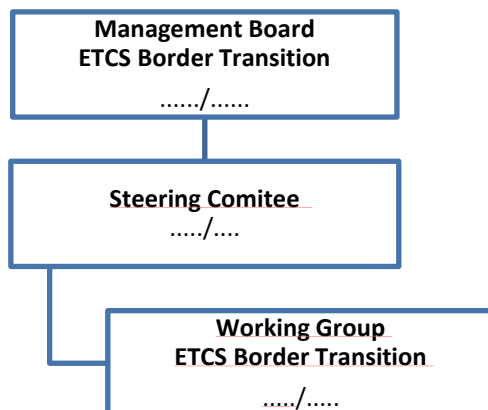 Management Board
ETCS Border Transition
....../......
Steering Comitee
...../....
Working Group
ETCS Border Transition
...../.....